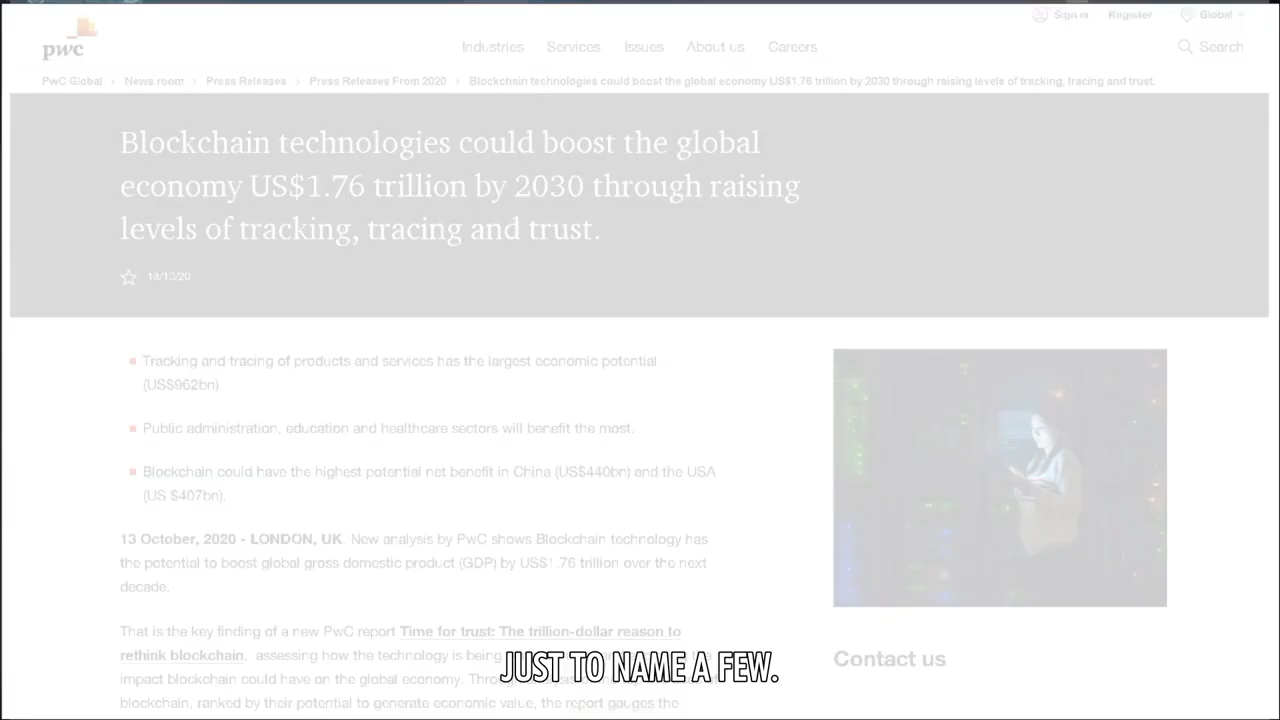 Sign in Register Global
pwc
Industries Services Issues About us Careers
Search
PwC Global > News room > Press Releases > Press Releases From 2020 > Blockchain technologies could boost the global economy US$1.76 trillion by 2030 through raising levels of tracking, tracing and trust.
Blockchain technologies could boost the global
economy US$1.76 trillion by 2030 through raising
levels of tracking, tracing and trust.
13/10/20
Tracking and tracing of products and services has the largest economic potential
(US$962bn)
Public administration, education and healthcare sectors will benefit the most.
Blockchain could have the highest potential net benefit in China (US$440bn) and the USA
(US $407bn).
13 October, 2020 - LONDON, UK. New analysis by PwC shows Blockchain technology has
the potential to boost global gross domestic product (GDP) by US$1.76 trillion over the next
decade.
That is the key finding of a new PwC report Time for trust: The trillion-dollar reason to
rethink blockchain, assessing how the technology is being
impact blockchain could have on the global economy.
blockchain, ranked by their potential to generate economic value, the report gauges the
Contact us
JUST TO NAME A FEW.